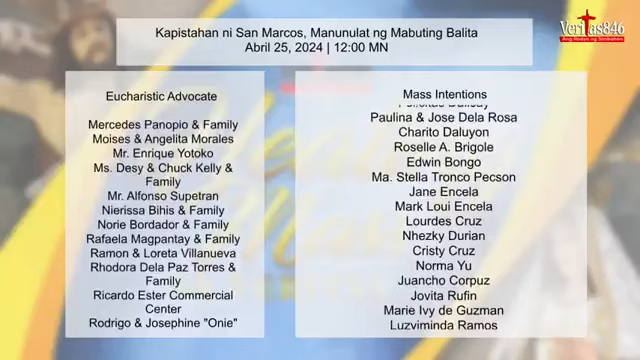 Kapistahan ni San Marcos, Manunulat ng Mabuting Balita
Abril 25, 2024 | 12:00 MN
Veritas846
Ang Radyo ng Simbahan
Eucharistic Advocate
Mercedes Panopio & Family
Moises & Angelita Morales
Mr. Enrique Yotoko
Ms. Desy & Chuck Kelly &
Family
Mr. Alfonso Supetran
Nierissa Bihis & Family
Norie Bordador & Family
Rafaela Magpantay & Family
Ramon & Loreta Villanueva
Rhodora Dela Paz Torres &
Family
Ricardo Ester Commercial
Center
Rodrigo & Josephine "Onie"
Mass Intentions
Paulina & Jose Dela Rosa
Charito Daluyon
Roselle A. Brigole
Edwin Bongo
Ma. Stella Tronco Pecson
Jane Encela
Mark Loui Encela
Lourdes Cruz
Nhezky Durian
Cristy Cruz
Norma Yu
Juancho Corpuz
Jovita Rufin
Marie Ivy de Guzman
Luzviminda Ramos